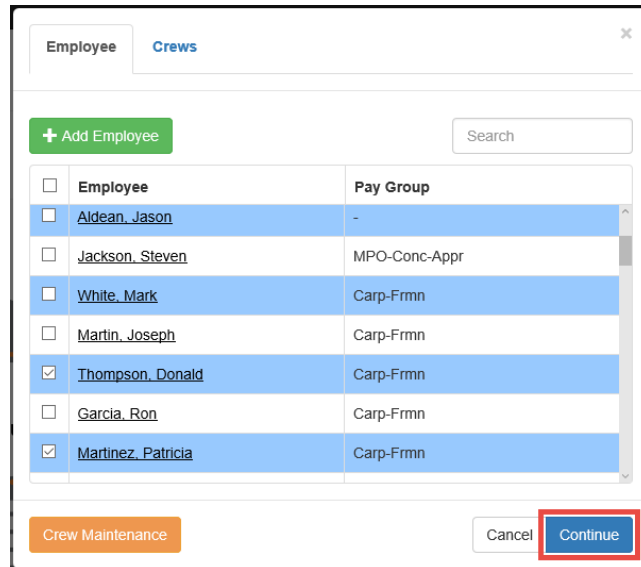 Employee Crews
×
+ Add Employee Search
Employee Pay Group
Aldean, Jason -
Jackson, Steven MPO-Conc-Appr
White, Mark Carp-Frmn
Martin, Joseph Carp-Frmn
Thompson, Donald Carp-Frmn
Garcia, Ron Carp-Frmn
Martinez, Patricia Carp-Frmn
Crew Maintenance Cancel Continue